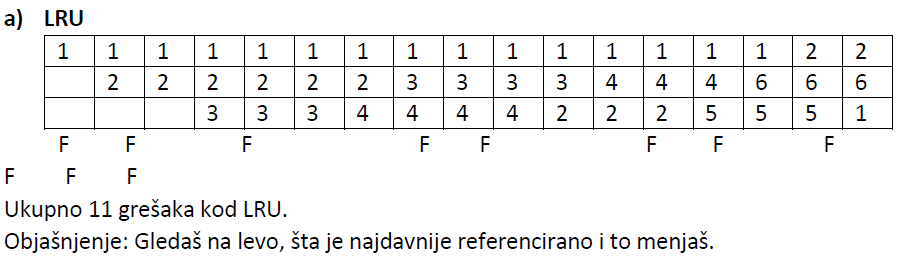 a) LRU
1 1 1 1 1 1 1 1 1 1 1 1 1 1 1 2 2
2 2 2 2 2 2 3 3 3 3 4 4 4 6 6 6
3 3 3 4 4 4 4 2 2 2 5 5 5 1
F F F F F F F F
F F F
Ukupno 11 grešaka kod LRU.
Objašnjenje: Gledaš na levo, šta je najdavnije referencirano i to menjaš.